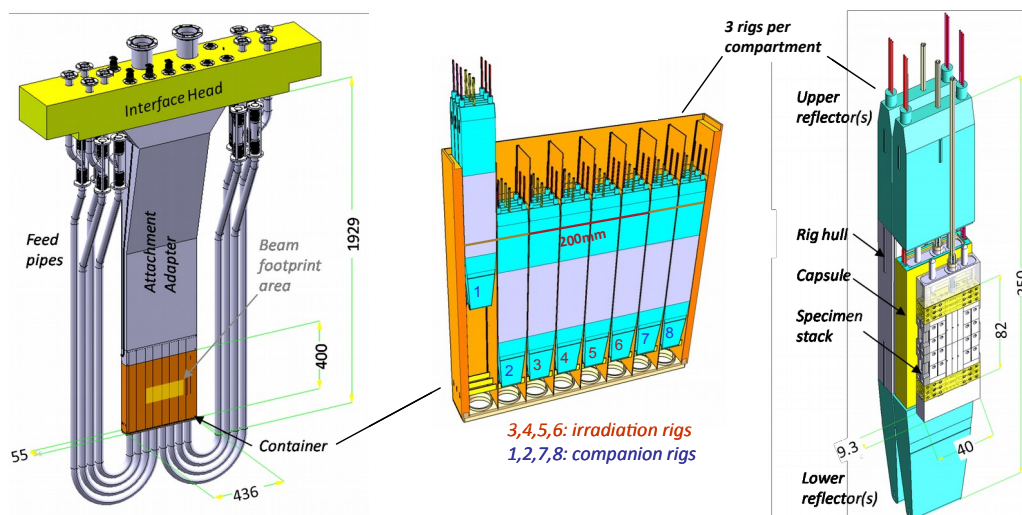 Interface Head
Feed
pipes
Attachment
Adapter
Beam
footprint
area
1929
400
Container
55
436
3 rigs per
compartment
200mm
1
2
3
4
5
6
7
8
3,4,5,6: irradiation rigs
1,2,7,8: companion rigs
Upper
reflector(s)
Rig hull
Capsule
Specimen
stack
82
9.3
40
Lower
reflector(s)